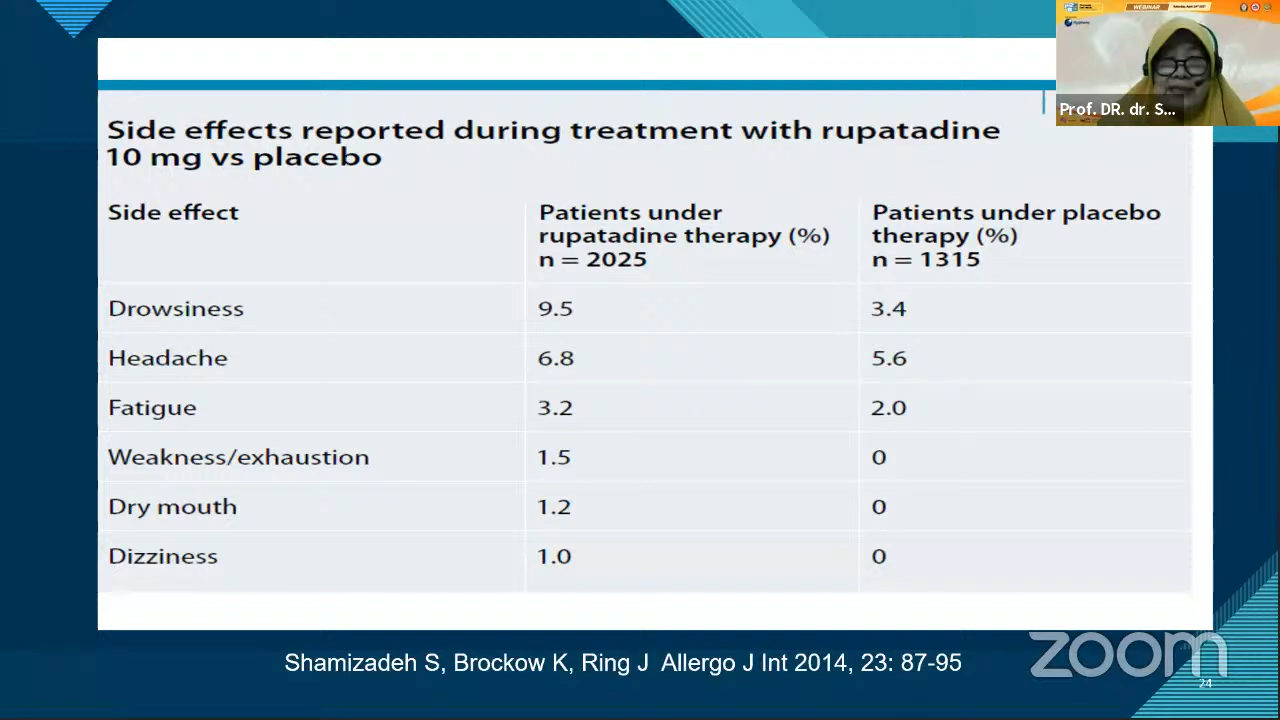 WEBINAR
Prof. DR. dr. S...
Side effects reported during treatment with rupatadine
10 mg vs placebo
Side effect Patients under rupatadine therapy (%) n = 2025 Patients under placebo therapy (%) n = 1315
Drowsiness 9.5 3.4
Headache 6.8 5.6
Fatigue 3.2 2.0
Weakness/exhaustion 1.5 0
Dry mouth 1.2 0
Dizziness 1.0 0
Shamizadeh S, Brockow K, Ring J Allergo J Int 2014, 23: 87-95
zoom
24